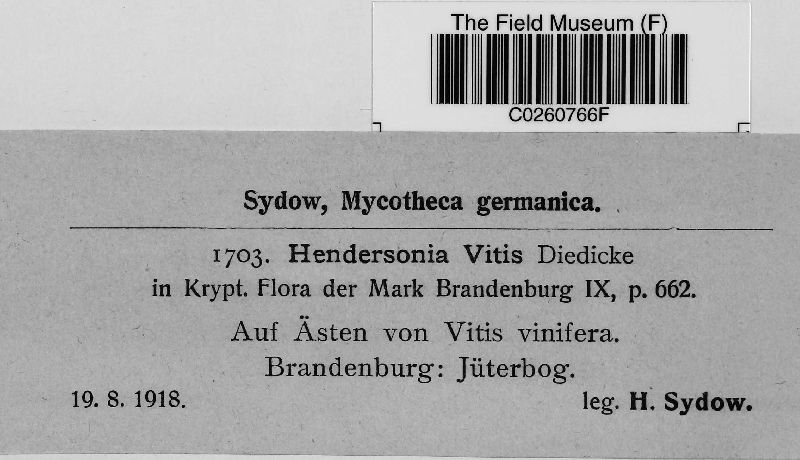 The Field Museum (F)
C0260766F
Sydow, Mycotheca germanica.
1703. Hendersonia Vitis Diedicke
in Krypt. Flora der Mark Brandenburg IX, p. 662.
Auf Ästen von Vitis vinifera.
Brandenburg: Jüterbog.
19. 8. 1918. leg. H. Sydow.